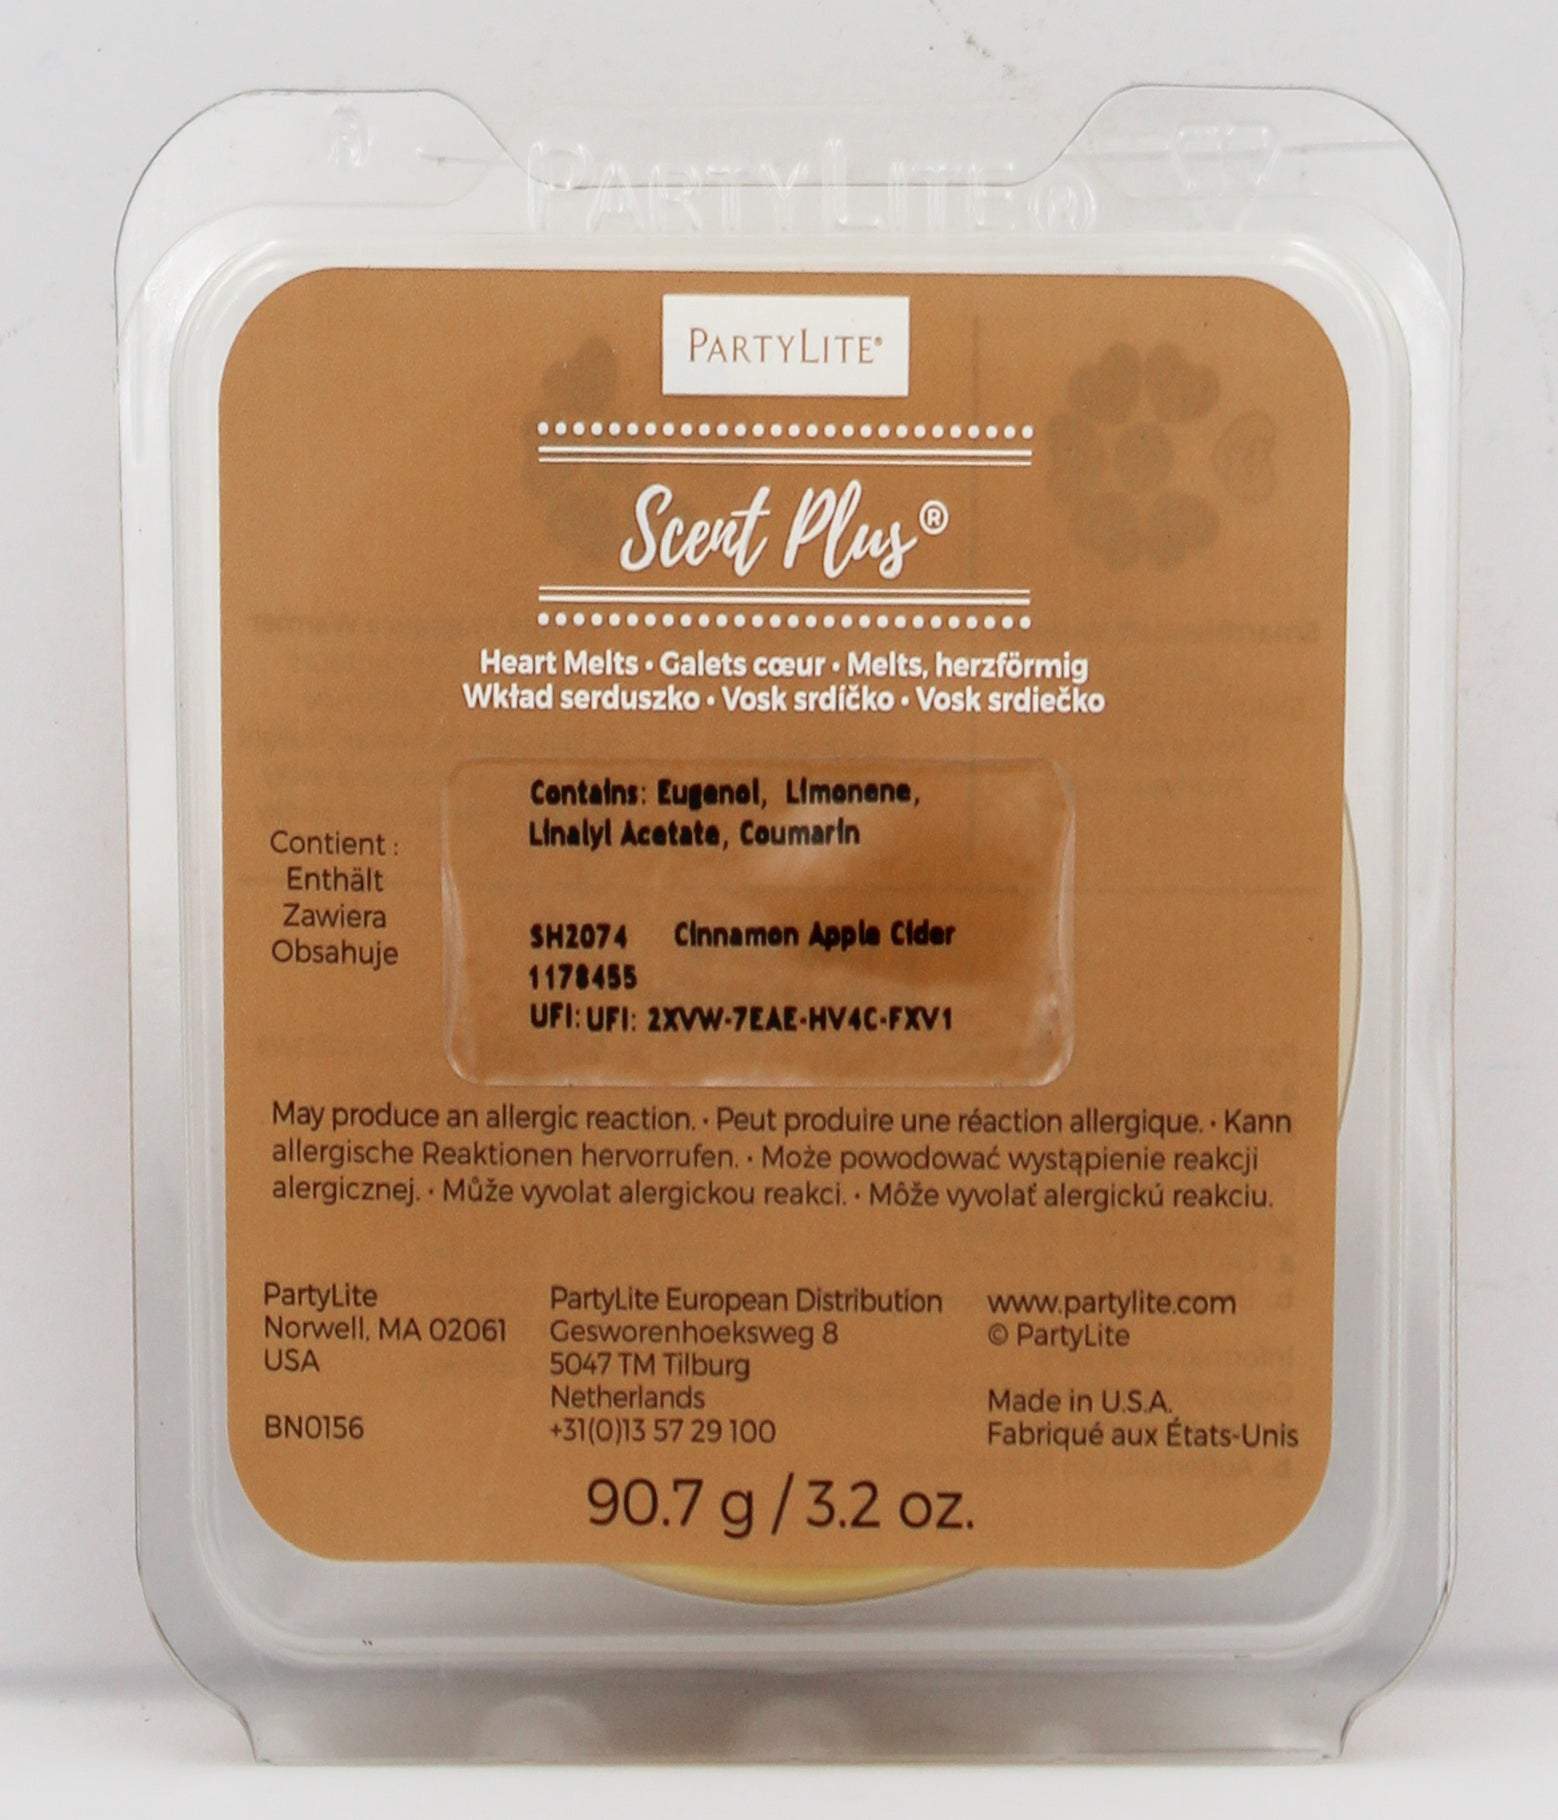 PARTYLITE®
PARTYLITE®
Scent Plus®
Heart Melts • Galets cœur • Melts, herzförmig
Wkład serduszko • Vosk srdíčko • Vosk srdiečko
Contains: Eugenol, Limonene,
Linalyl Acetate, Coumarin
Contient :
Enthält
Zawiera
Obsahuje
SH2074 Cinnamon Apple Cider
1178455
UFI: UFI: 2XVW-7EAE-HV4C-FXV1
May produce an allergic reaction. • Peut produire une réaction allergique. • Kann
allergische Reaktionen hervorrufen. • Może powodować wystąpienie reakcji
alergicznej. • Může vyvolat alergickou reakci. • Môže vyvolať alergickú reakciu.
PartyLite
Norwell, MA 02061
USA
BN0156
PartyLite European Distribution
Gesworenhoeksweg 8
5047 TM Tilburg
Netherlands
+31(0)13 57 29 100
www.partylite.com
© PartyLite
Made in U.S.A.
Fabriqué aux États-Unis
90.7 g / 3.2 oz.